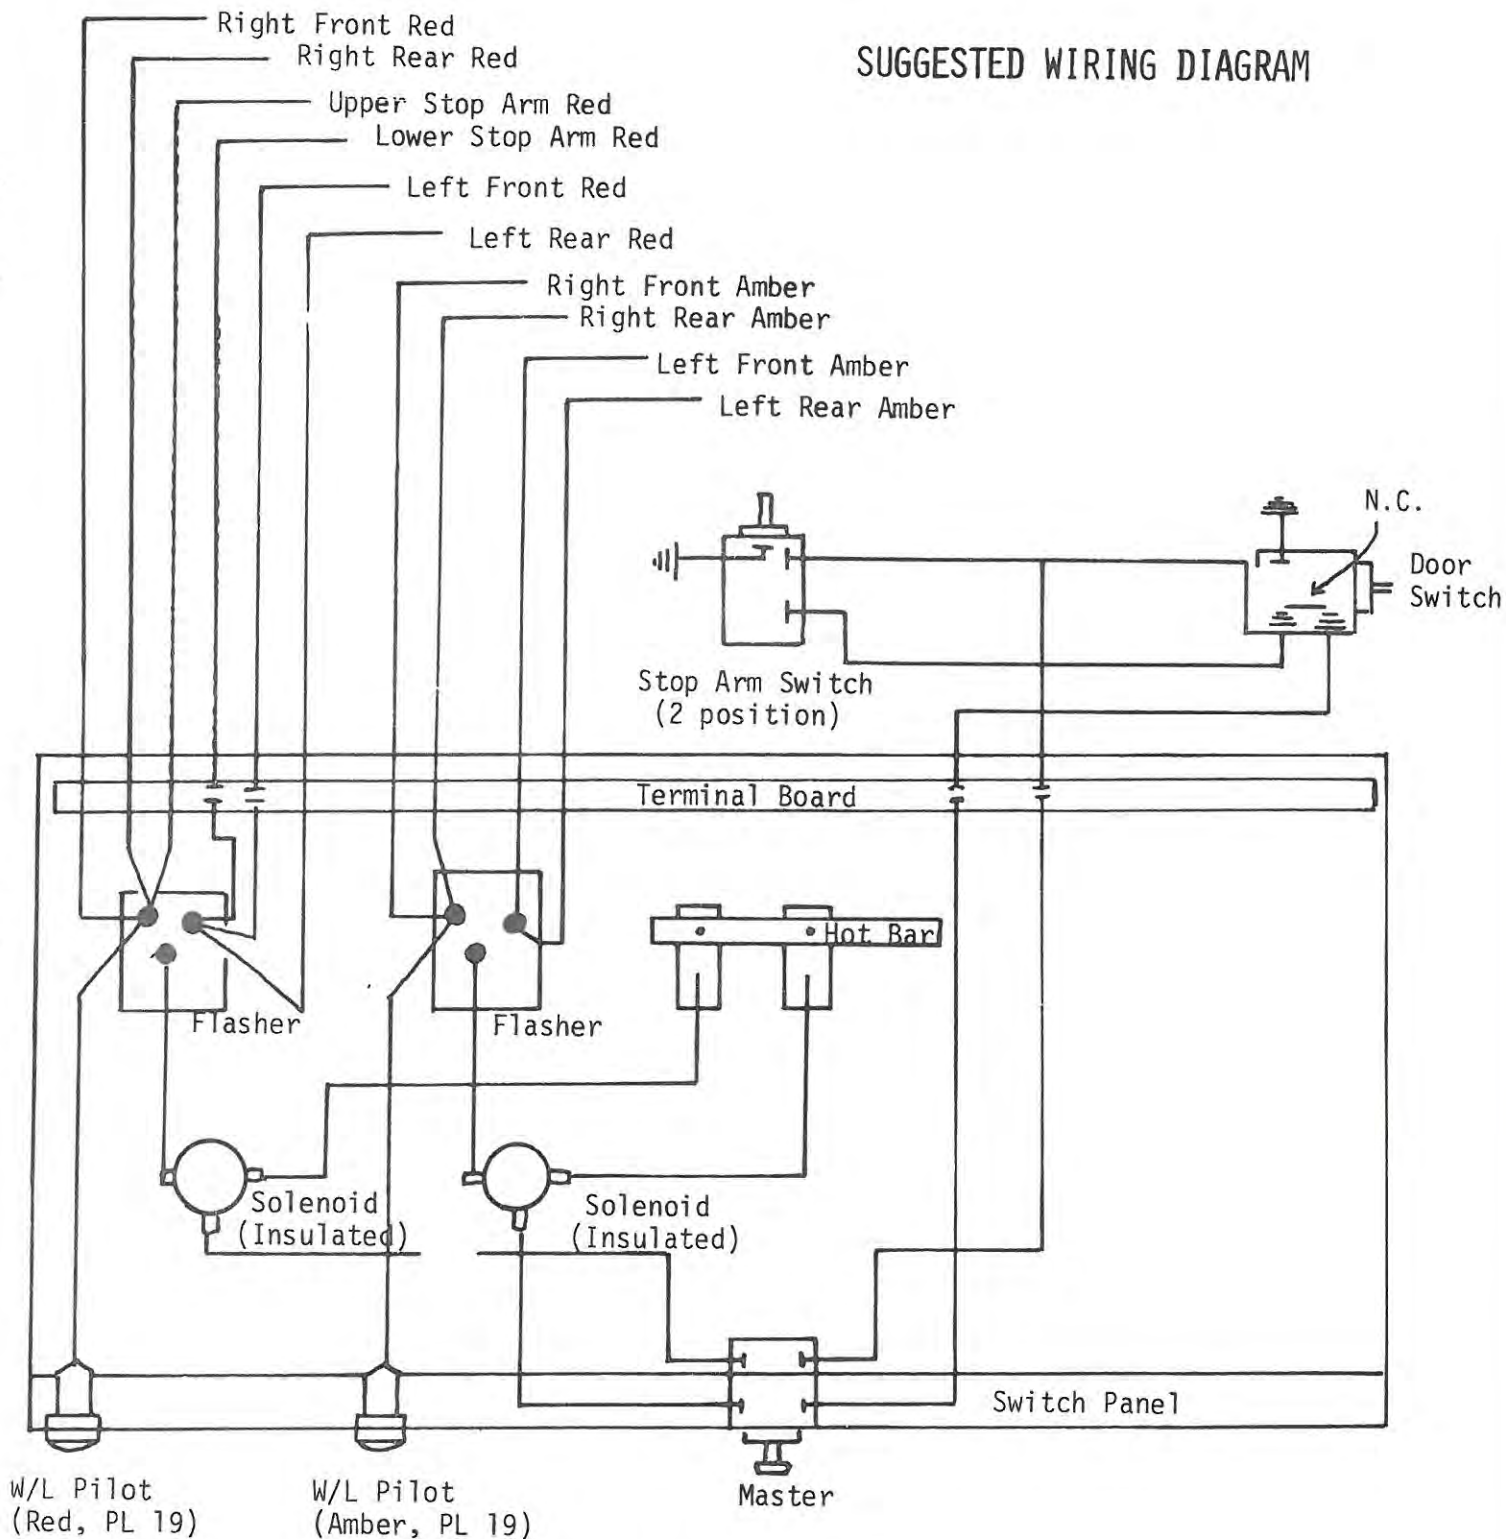 Right Front Red
SUGGESTED WIRING DIAGRAM
Right Rear Red
Upper Stop Arm Red
Lower Stop Arm Red
Left Front Red
Left Rear Red
Right Front Amber
Right Rear Amber
Left Front Amber
Left Rear Amber
N.C.
Door
Switch
Stop Arm Switch
(2 position)
Terminal Board
Hot Bar
Flasher
Flasher
Solenoid
(Insulated)
Solenoid
(Insulated)
Switch Panel
W/L Pilot
(Red, PL 19)
W/L Pilot
(Amber, PL 19)
Master